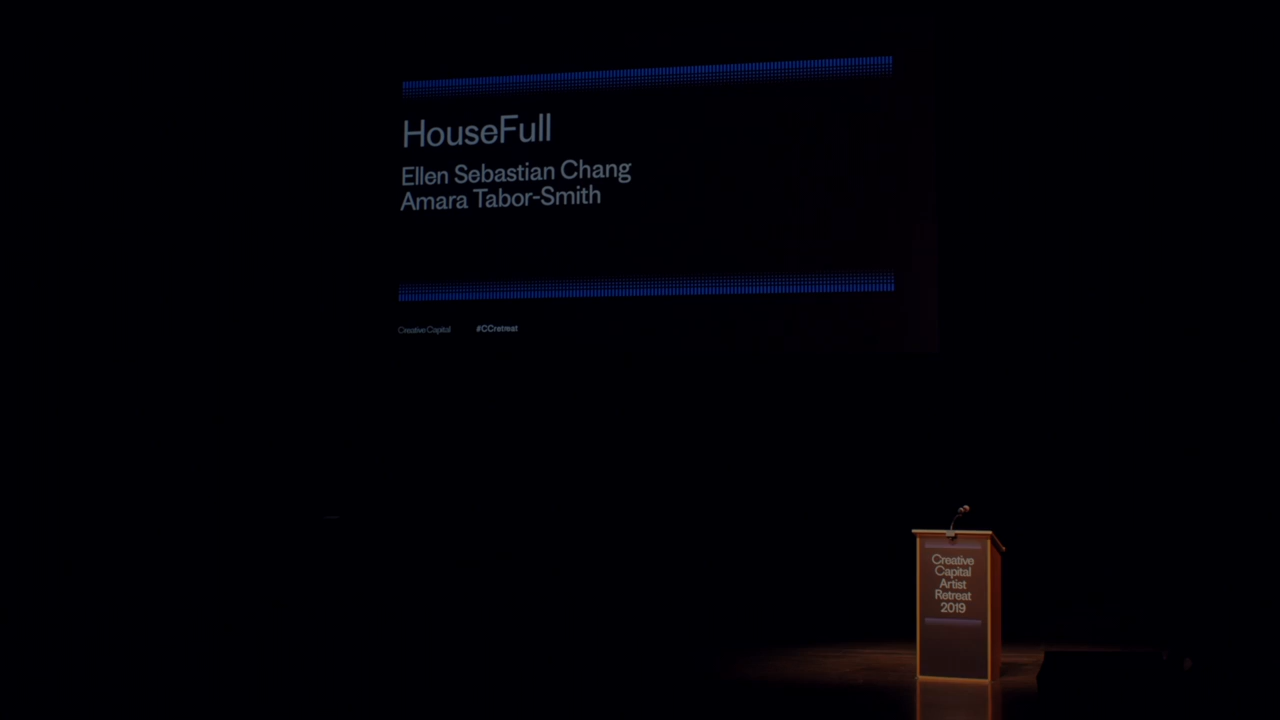 HouseFull
Ellen Sebastian Chang
Amara Tabor-Smith
Creative Capital #CCretreat
Creative
Capital
Artist
Retreat
2019